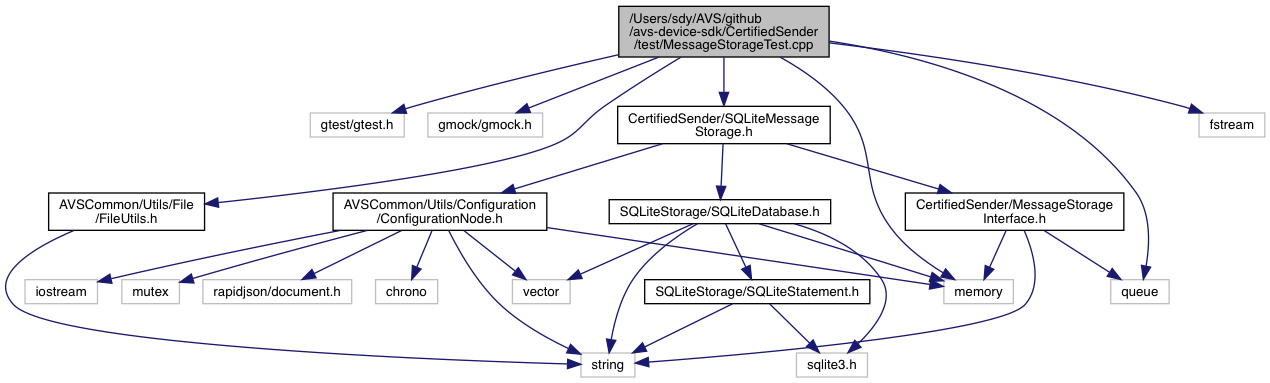 /Users/sdy/AVS/github
/avs-device-sdk/CertifiedSender
/test/MessageStorageTest.cpp
gtest/gtest.h
gmock/gmock.h
CertifiedSender/SQLiteMessage
Storage.h
fstream
AVSCommon/Utils/File
/FileUtils.h
AVSCommon/Utils/Configuration
/ConfigurationNode.h
SQLiteStorage/SQLiteDatabase.h
CertifiedSender/MessageStorage
Interface.h
iostream
mutex
rapidjson/document.h
chrono
vector
SQLiteStorage/SQLiteStatement.h
memory
queue
string
sqlite3.h